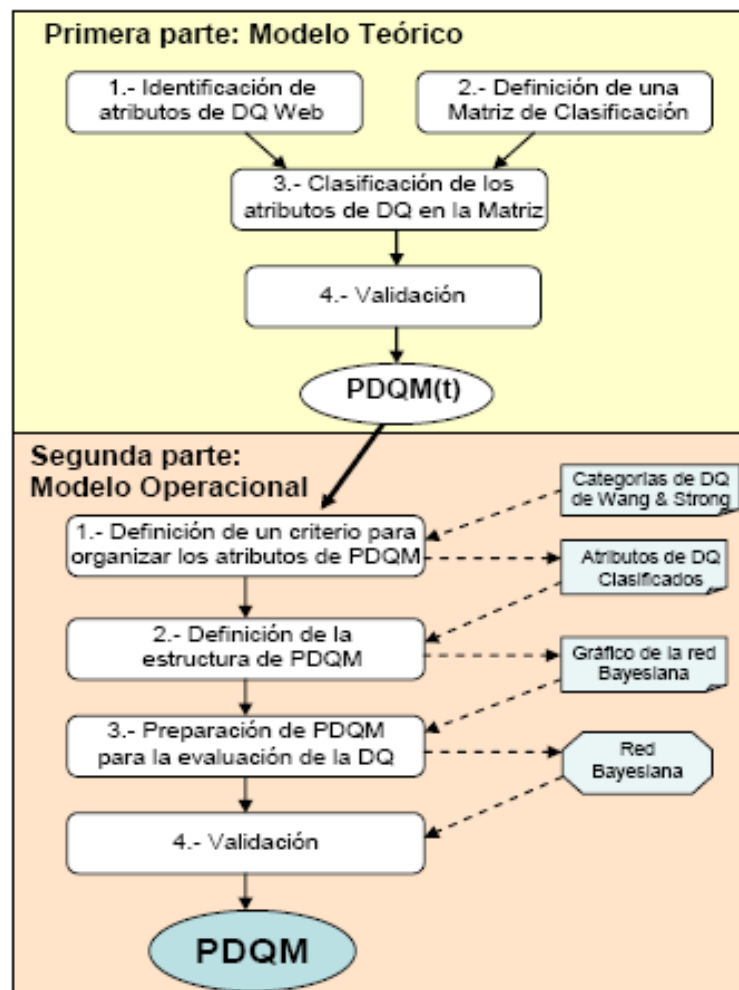 Primera parte: Modelo Teórico
1.- Identificación de
atributos de DQ Web
2.- Definición de una
Matriz de Clasificación
3.- Clasificación de los
atributos de DQ en la Matriz
4.- Validación
PDQM(t)
Segunda parte:
Modelo Operacional
Categorías de DQ
de Wang & Strong
1.- Definición de un criterio para
organizar los atributos de PDQM
Atributos de DQ
Clasificados
2.- Definición de la
estructura de PDQM
Gráfico de la red
Bayesiana
3.- Preparación de PDQM
para la evaluación de la DQ
Red
Bayesiana
4.- Validación
PDQM